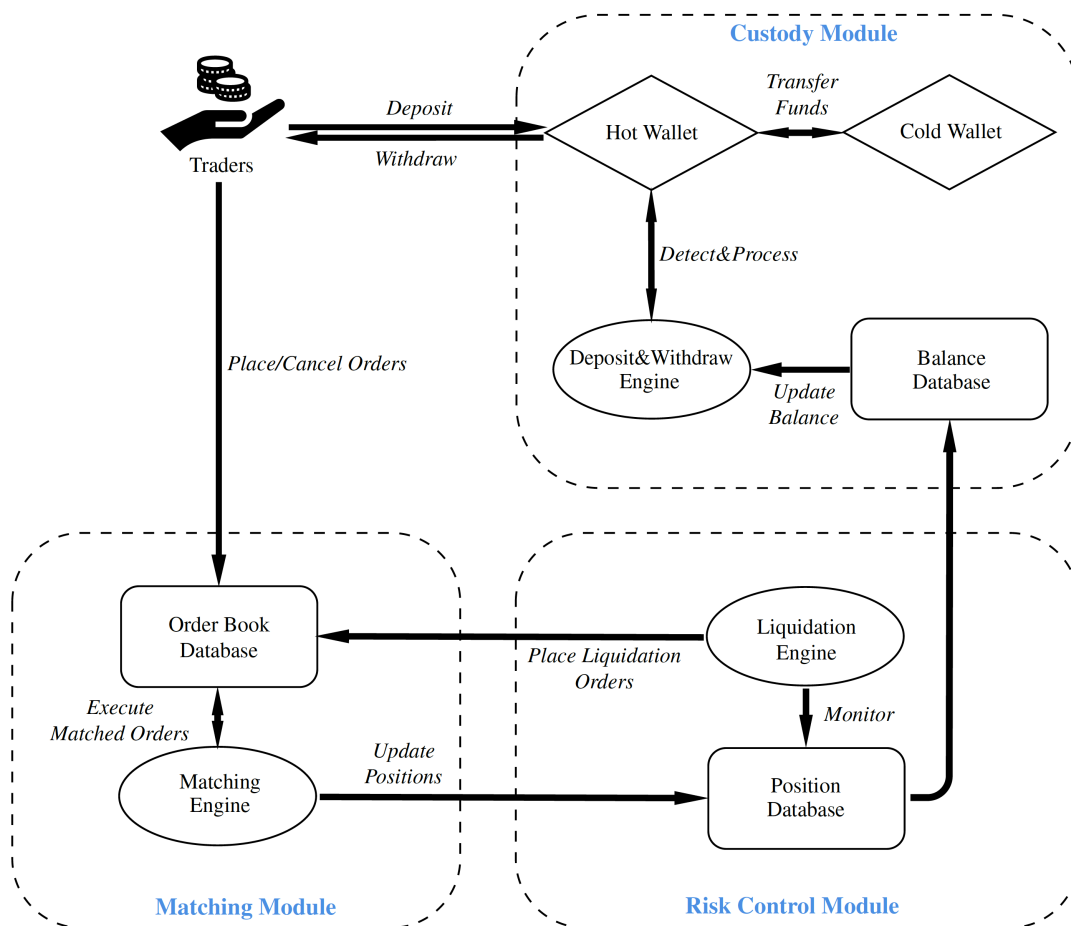 Custody Module
Transfer
Funds
Deposit
Hot Wallet
Cold Wallet
Withdraw
Traders
Detect&Process
Place/Cancel Orders
Deposit&Withdraw
Engine
Balance
Database
Update
Balance
Order Book
Database
Liquidation
Engine
Place Liquidation
Orders
Execute
Matched Orders
Monitor
Update
Positions
Matching
Engine
Position
Database
Matching Module
Risk Control Module